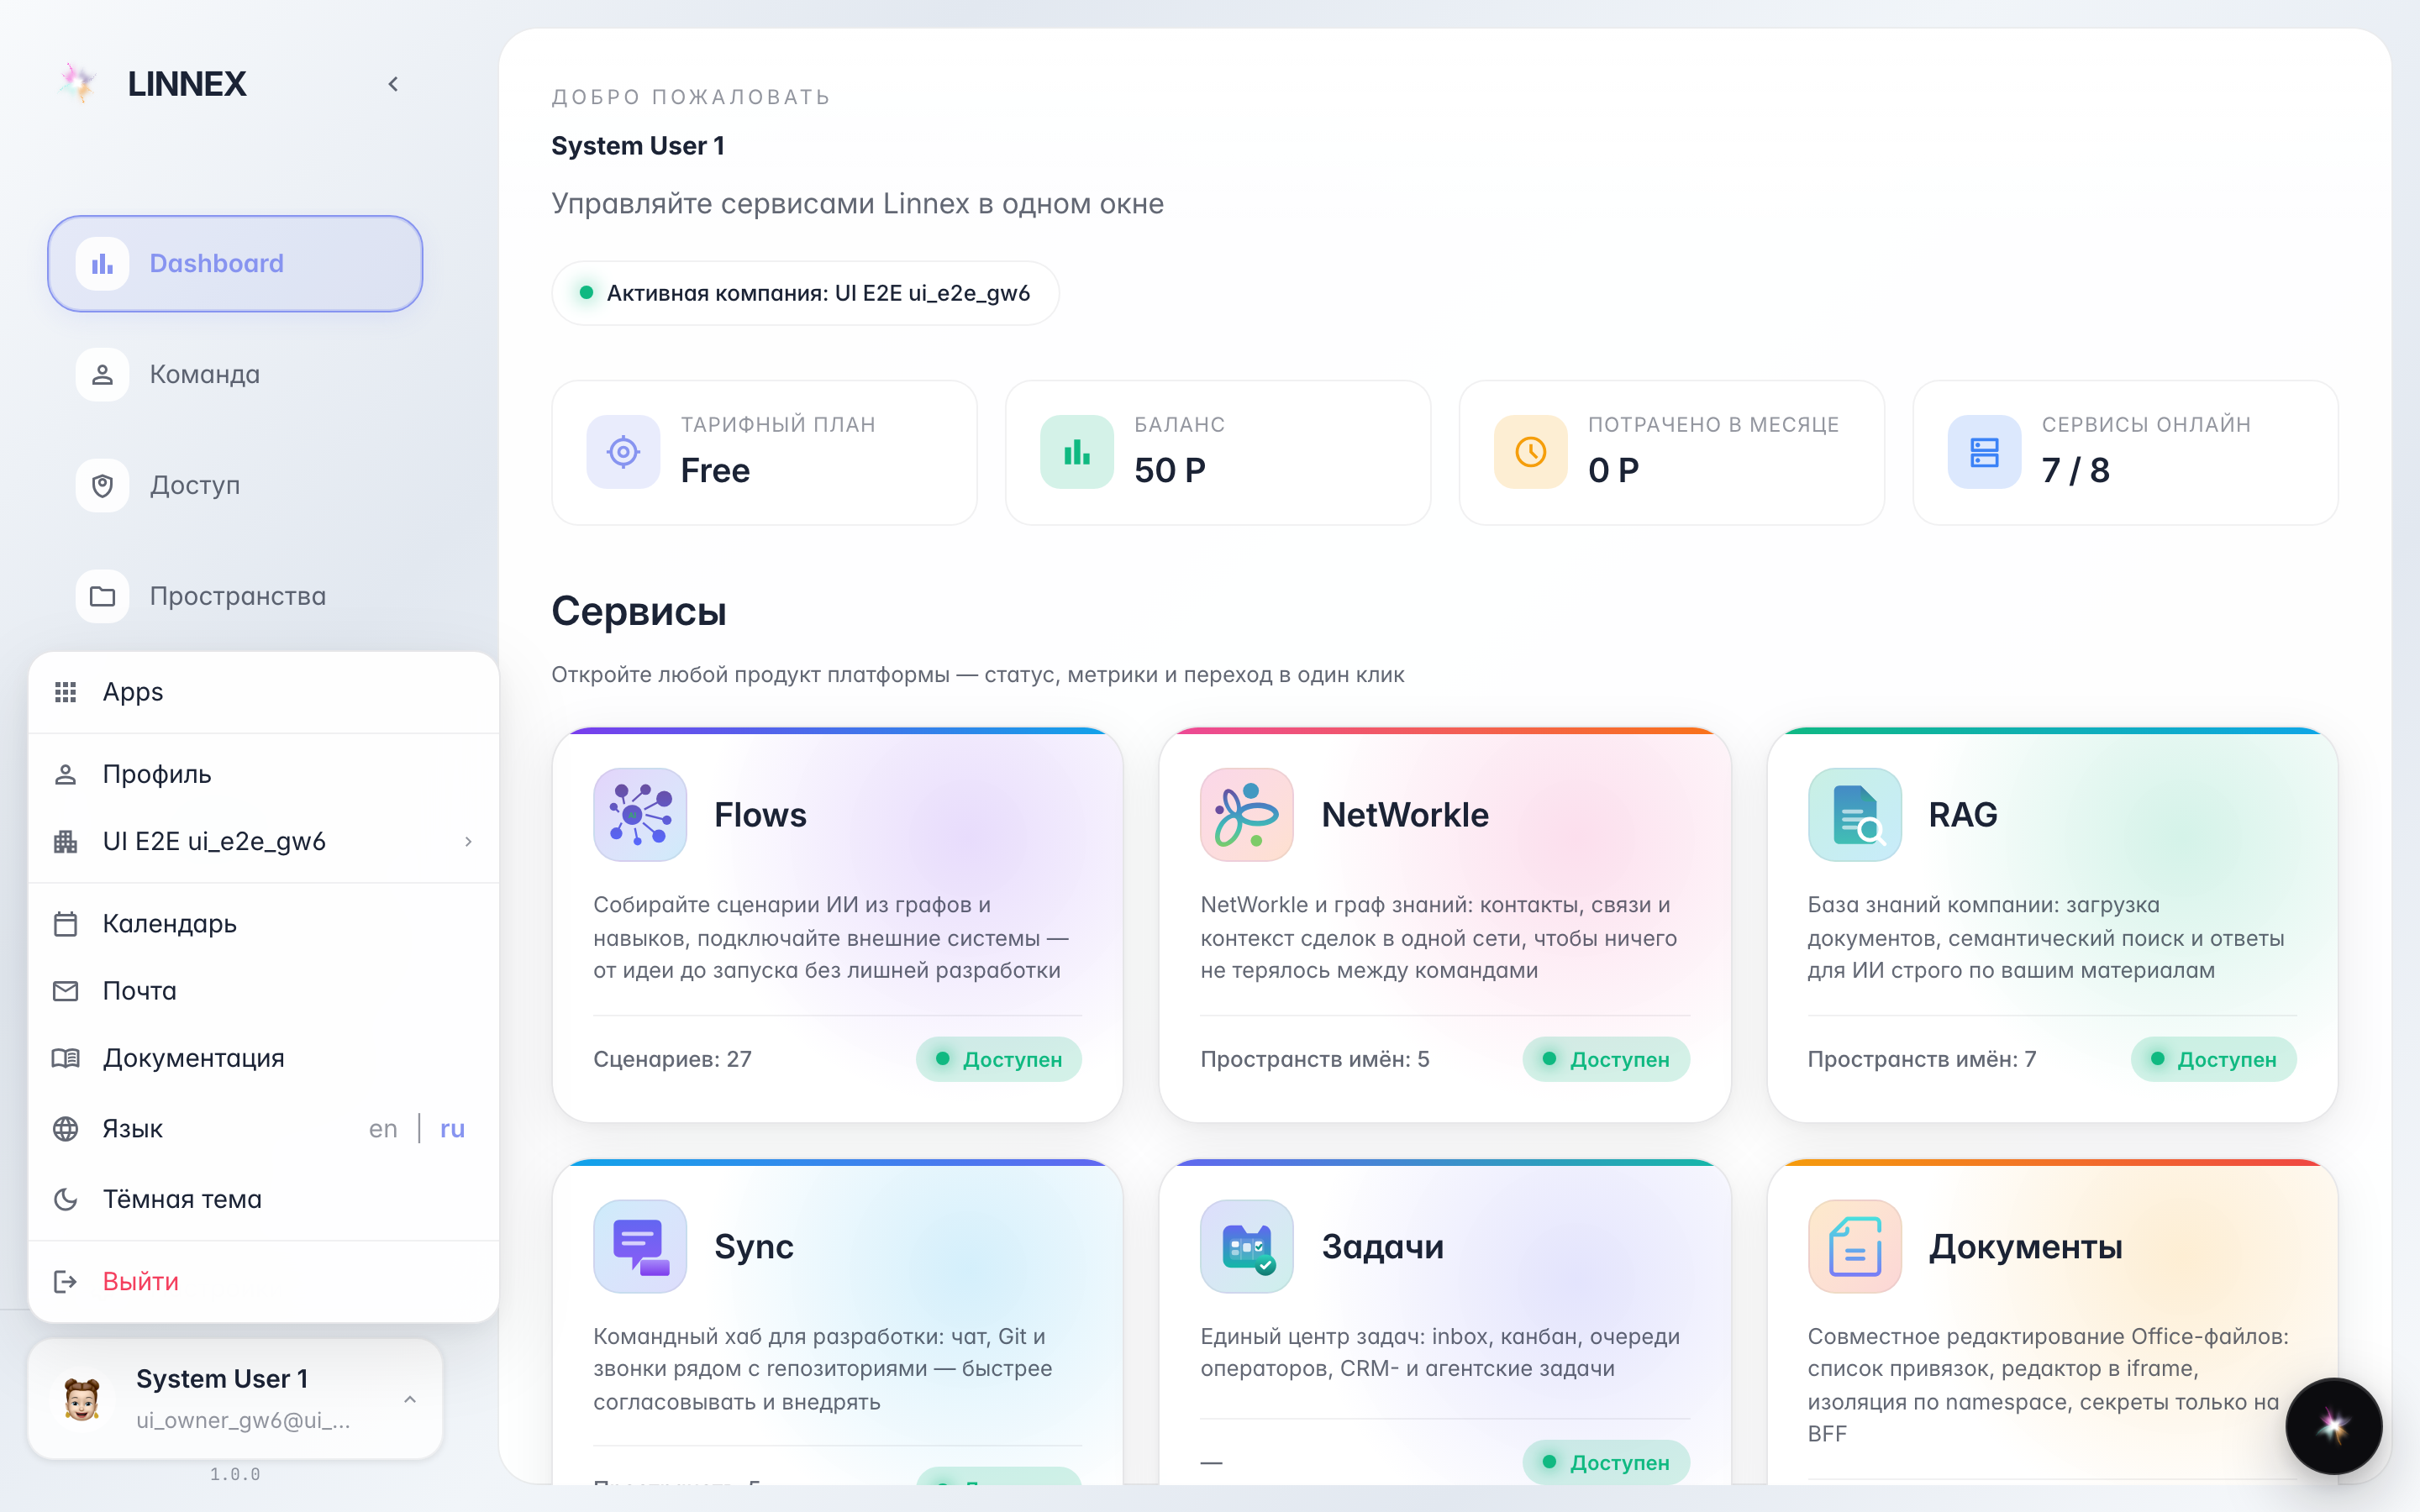 LINNEX
Dashboard
Команда
Доступ
Пространства
Apps
Профиль
UI E2E ui_e2e_gw6
Календарь
Почта
Документация
Язык en | ru
Тёмная тема
Выйти
System User 1
ui_owner_gw6@ui_...
1.0.0
ДОБРО ПОЖАЛОВАТЬ
System User 1
Управляйте сервисами Linnex в одном окне
Активная компания: UI E2E ui_e2e_gw6
ТАРИФНЫЙ ПЛАН
Free
БАЛАНС
50 Р
ПОТРАЧЕНО В МЕСЯЦЕ
0 Р
СЕРВИСЫ ОНЛАЙН
7 / 8
Сервисы
Откройте любой продукт платформы — статус, метрики и переход в один клик
Flows
Собирайте сценарии ИИ из графов и
навыков, подключайте внешние системы —
от идеи до запуска без лишней разработки
Сценариев: 27
Доступен
NetWorkle
NetWorkle и граф знаний: контакты, связи и
контекст сделок в одной сети, чтобы ничего
не терялось между командами
Пространств имён: 5
Доступен
RAG
База знаний компании: загрузка
документов, семантический поиск и ответы
для ИИ строго по вашим материалам
Пространств имён: 7
Доступен
Sync
Командный хаб для разработки: чат, Git и
звонки рядом с репозиториями — быстрее
согласовывать и внедрять
Задачи
Единый центр задач: inbox, канбан, очереди
операторов, CRM- и агентские задачи
—
Доступен
Документы
Совместное редактирование Office-файлов:
список привязок, редактор в iframe,
изоляция по namespace, секреты только на
BFF